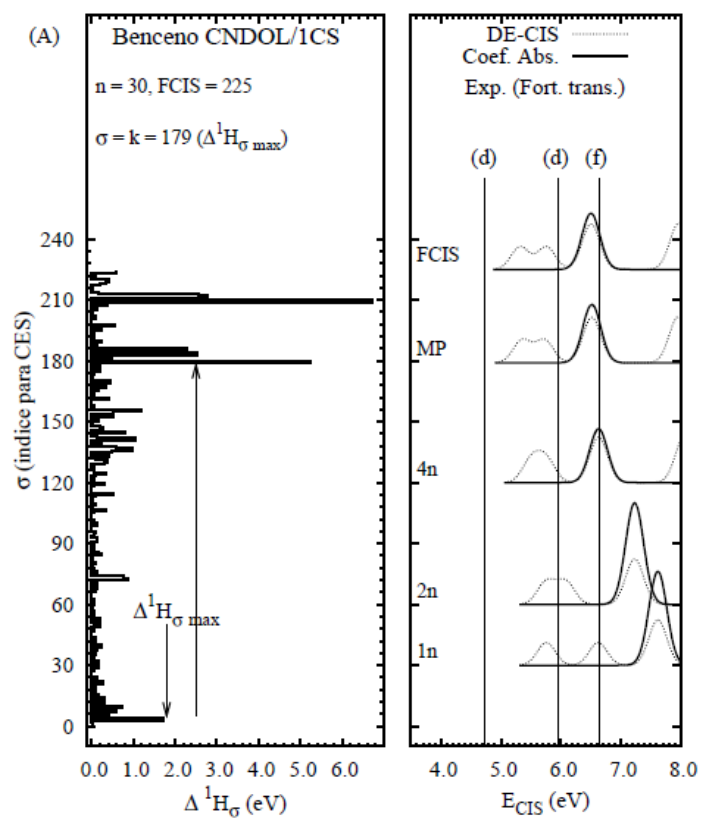 (A)
Benceno CNDOL/1CS
n = 30, FCIS = 225
σ = k = 179 (Δ¹Hσ max)
σ (indice para CES)
240
210
180
150
120
90
60
30
0
Δ¹Hσ max
0.0 1.0 2.0 3.0 4.0 5.0 6.0
Δ ¹Hσ (eV)
DE-CIS
Coef. Abs.
Exp. (Fort. trans.)
(d) (d) (f)
FCIS
MP
4n
2n
1n
4.0 5.0 6.0 7.0 8.0
E_CIS (eV)